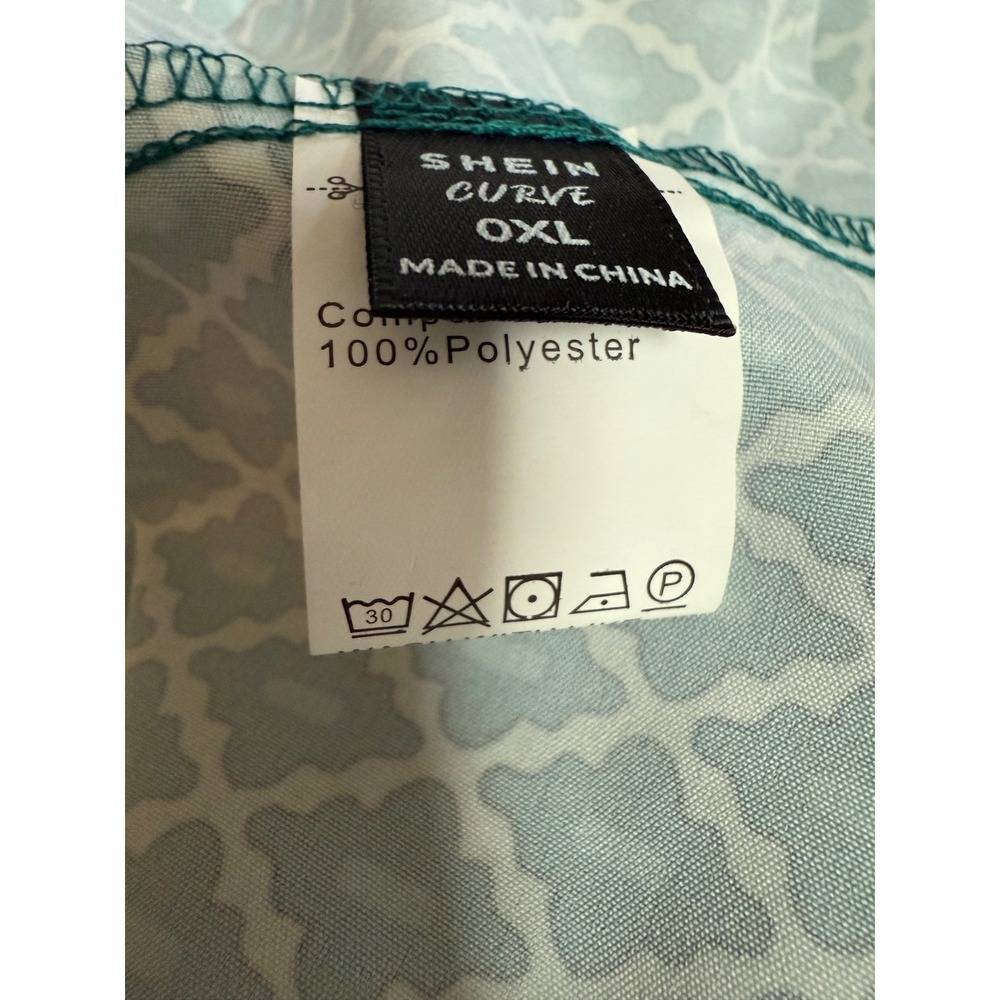 SHEIN
CURVE
0XL
MADE IN CHINA
100%Polyester
30
P